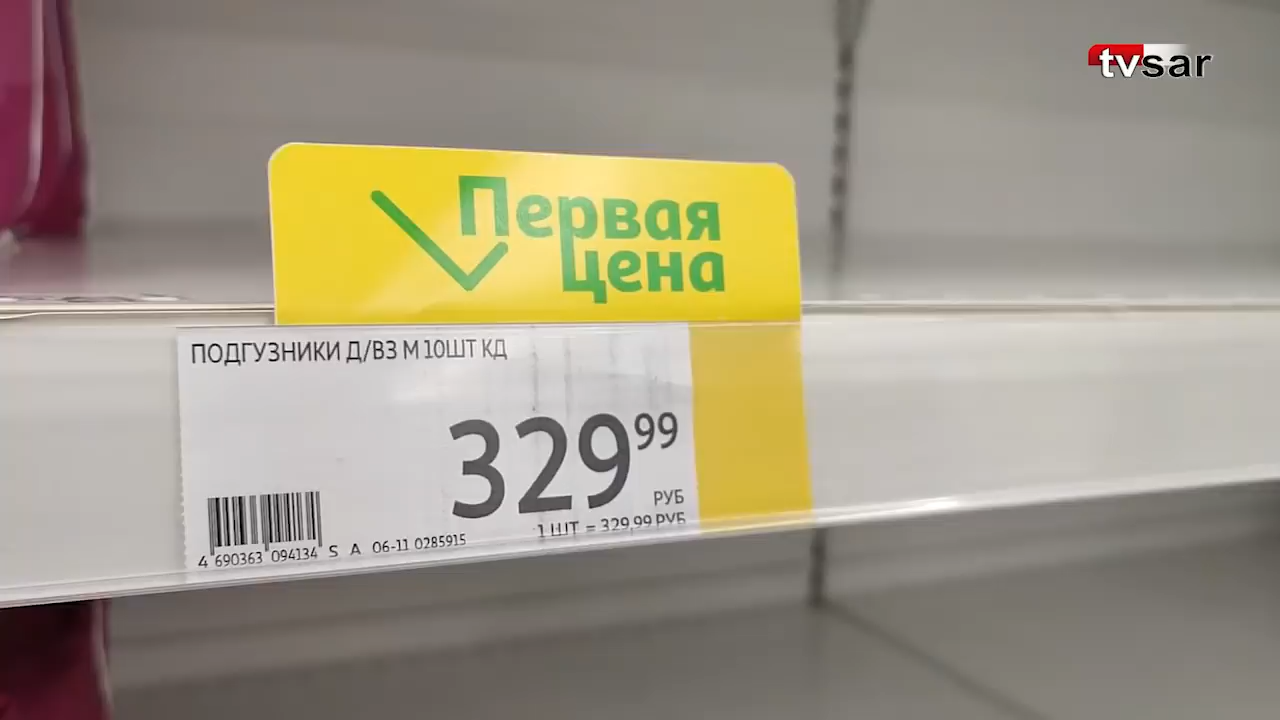 tvsar
Первая
цена
ПОДГУЗНИКИ Д/ВЗ М 10ШТ КД
329 99
РУБ
1 ШТ = 329,99 РУБ
4 690363 094134 S A 06-11 0285915